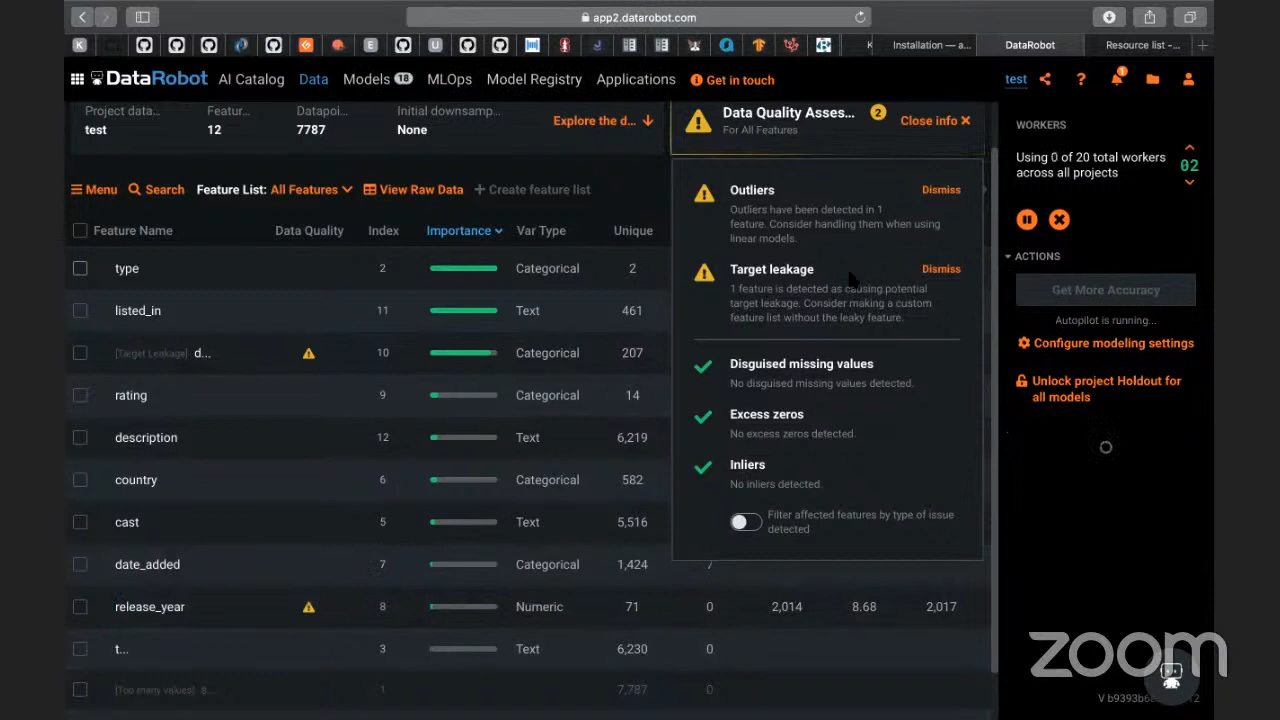 app2.datarobot.com
K
E
U
J
Installation — a...
DataRobot
Resource list -...
DataRobot
AI Catalog
Data
Models 18
MLOps
Model Registry
Applications
Get in touch
test
?
1
Project data...
test
Featur...
12
Datapoi...
7787
Initial downsamp...
None
Explore the d...
Data Quality Asses...
2
For All Features
Close info
Menu
Search
Feature List: All Features
View Raw Data
Create feature list
Feature Name Data Quality Index Importance Var Type Unique
type 2 Categorical 2
listed_in 11 Text 461
[Target Leakage] d... 10 Categorical 207
rating 9 Categorical 14
description 12 Text 6,219
country 6 Categorical 582
cast 5 Text 5,516
date_added 7 Categorical 1,424
release_year 8 Numeric 71 0 2,014 8.68 2,017
t... 3 Text 6,230 0
[Too many values] 1 7,787 0
Outliers
Dismiss
Outliers have been detected in 1
feature. Consider handling them when using
linear models.
Target leakage
Dismiss
1 feature is detected as causing potential
target leakage. Consider making a custom
feature list without the leaky feature.
Disguised missing values
No disguised missing values detected.
Excess zeros
No excess zeros detected.
Inliers
No inliers detected.
Filter affected features by type of issue
detected
WORKERS
Using 0 of 20 total workers
across all projects
02
ACTIONS
Get More Accuracy
Autopilot is running...
Configure modeling settings
Unlock project Holdout for
all models
zoom